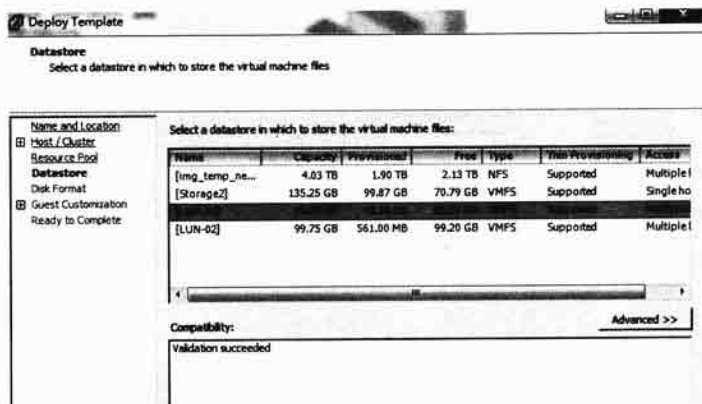 Deploy Template
Datastore
Select a datastore in which to store the virtual machine files
Name and Location
Host / Cluster
Resource Pool
Datastore
Disk Format
Guest Customization
Ready to Complete
Select a datastore in which to store the virtual machine files:
Name Capacity Provisioned Free Type Thin Provisioning Access
[img_temp_ne... 4.03 TB 1.90 TB 2.13 TB NFS Supported Multiple
[Storage2] 135.25 GB 99.87 GB 70.79 GB VMFS Supported Single ho
[LUN-02] 99.75 GB 561.00 MB 99.20 GB VMFS Supported Multiple
Advanced >>
Compatibility:
Validation succeeded